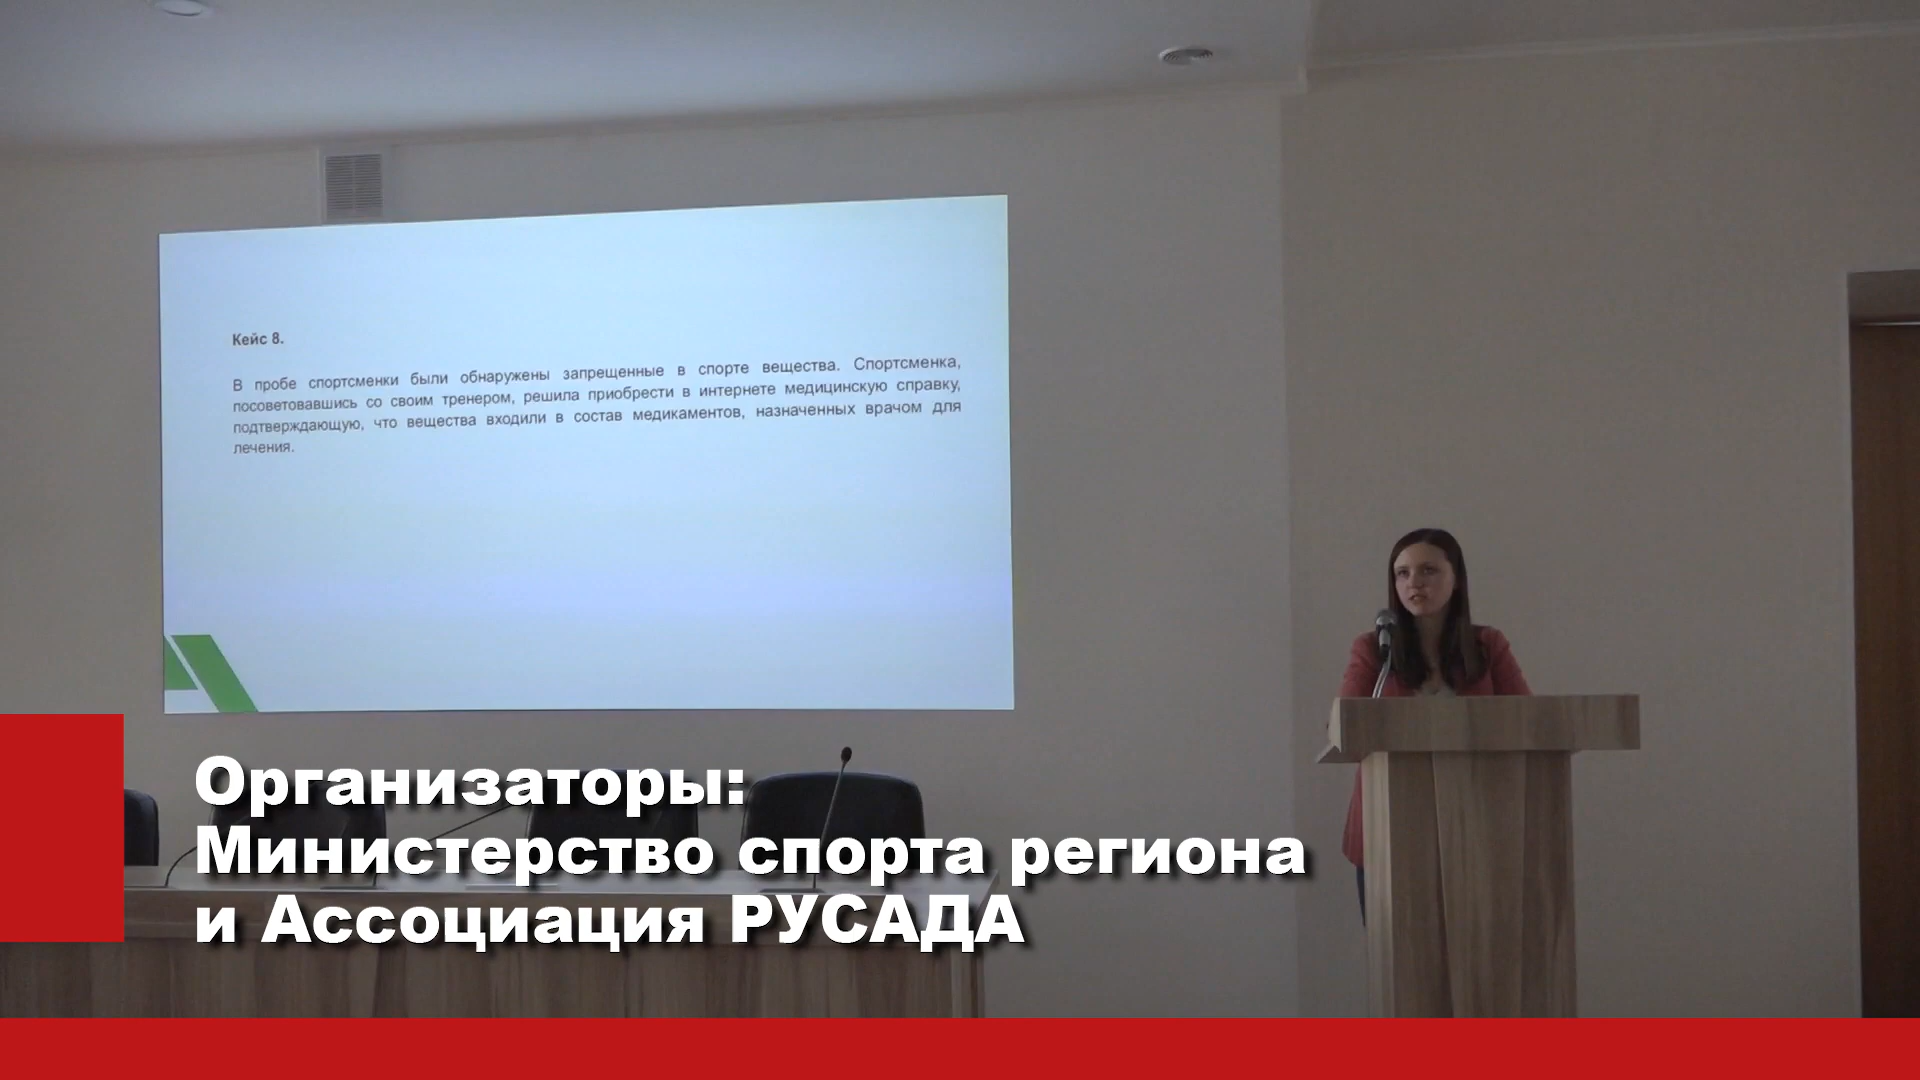 Кейс 8.
В пробе спортсменки были обнаружены запрещенные в спорте вещества. Спортсменка,
посоветовавшись со своим тренером, решила приобрести в интернете медицинскую справку,
подтверждающую, что вещества входили в состав медикаментов, назначенных врачом для
лечения.
Организаторы:
Министерство спорта региона
и Ассоциация РУСАДА